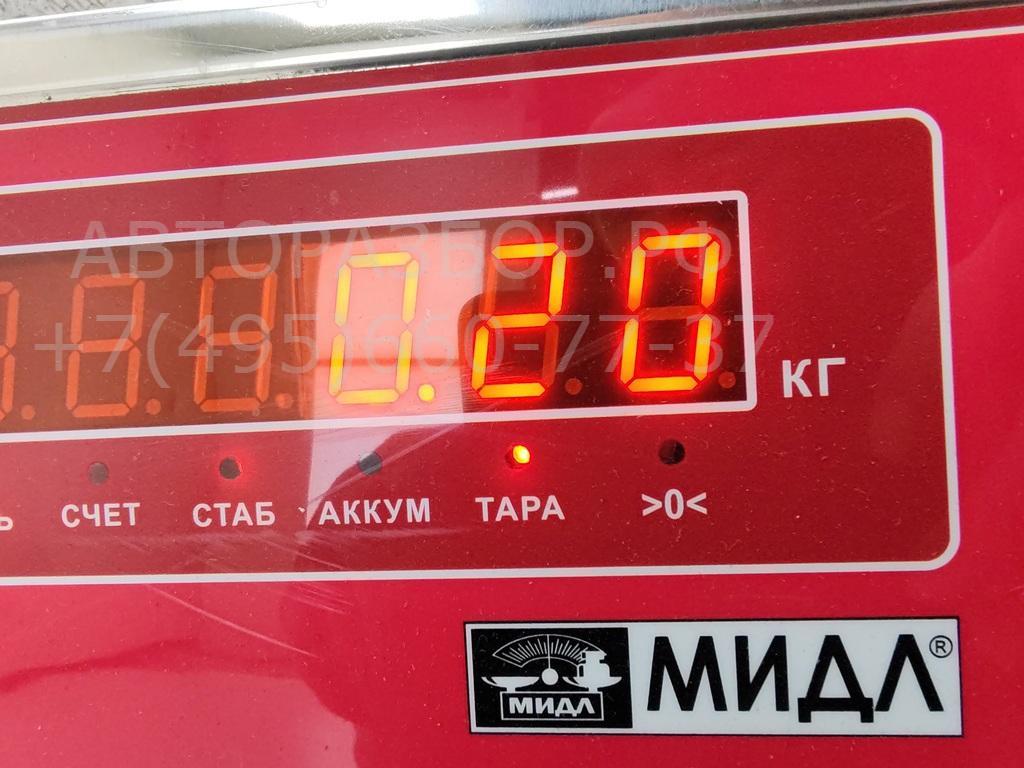 АВТОРАЗБОР.РФ
+7(495)660-77-37
0.20
КГ
Ь СЧЕТ СТАБ АККУМ ТАРА >0<
МИДЛ МИДЛ®